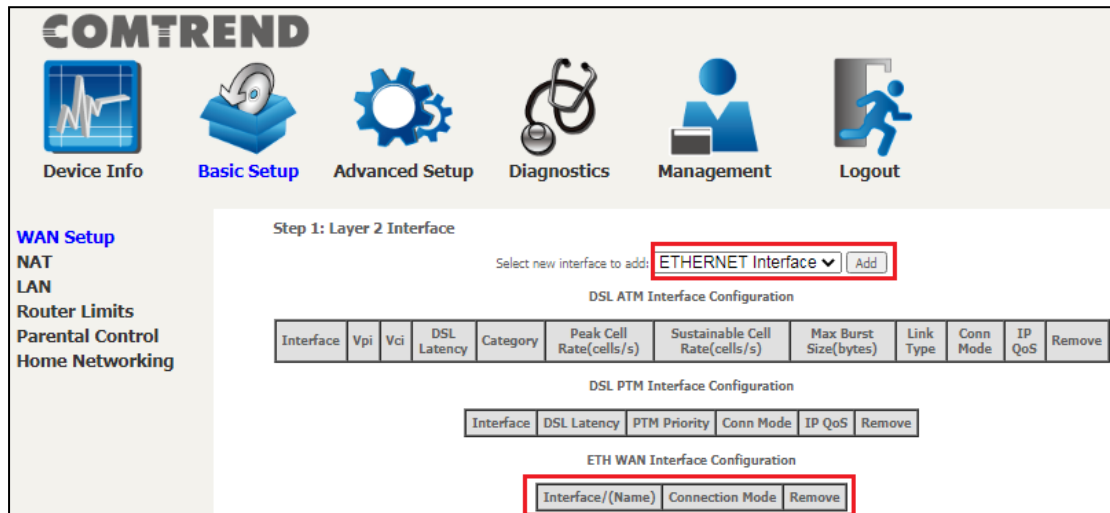 COMTREND
Device Info Basic Setup Advanced Setup Diagnostics Management Logout
WAN Setup
NAT
LAN
Router Limits
Parental Control
Home Networking
Step 1: Layer 2 Interface
Select new interface to add: ETHERNET Interface Add
DSL ATM Interface Configuration
Interface Vpi Vci DSL Latency Category Peak Cell Rate(cells/s) Sustainable Cell Rate(cells/s) Max Burst Size(bytes) Link Type Conn Mode IP QoS Remove
DSL PTM Interface Configuration
Interface DSL Latency PTM Priority Conn Mode IP QoS Remove
ETH WAN Interface Configuration
Interface/(Name) Connection Mode Remove